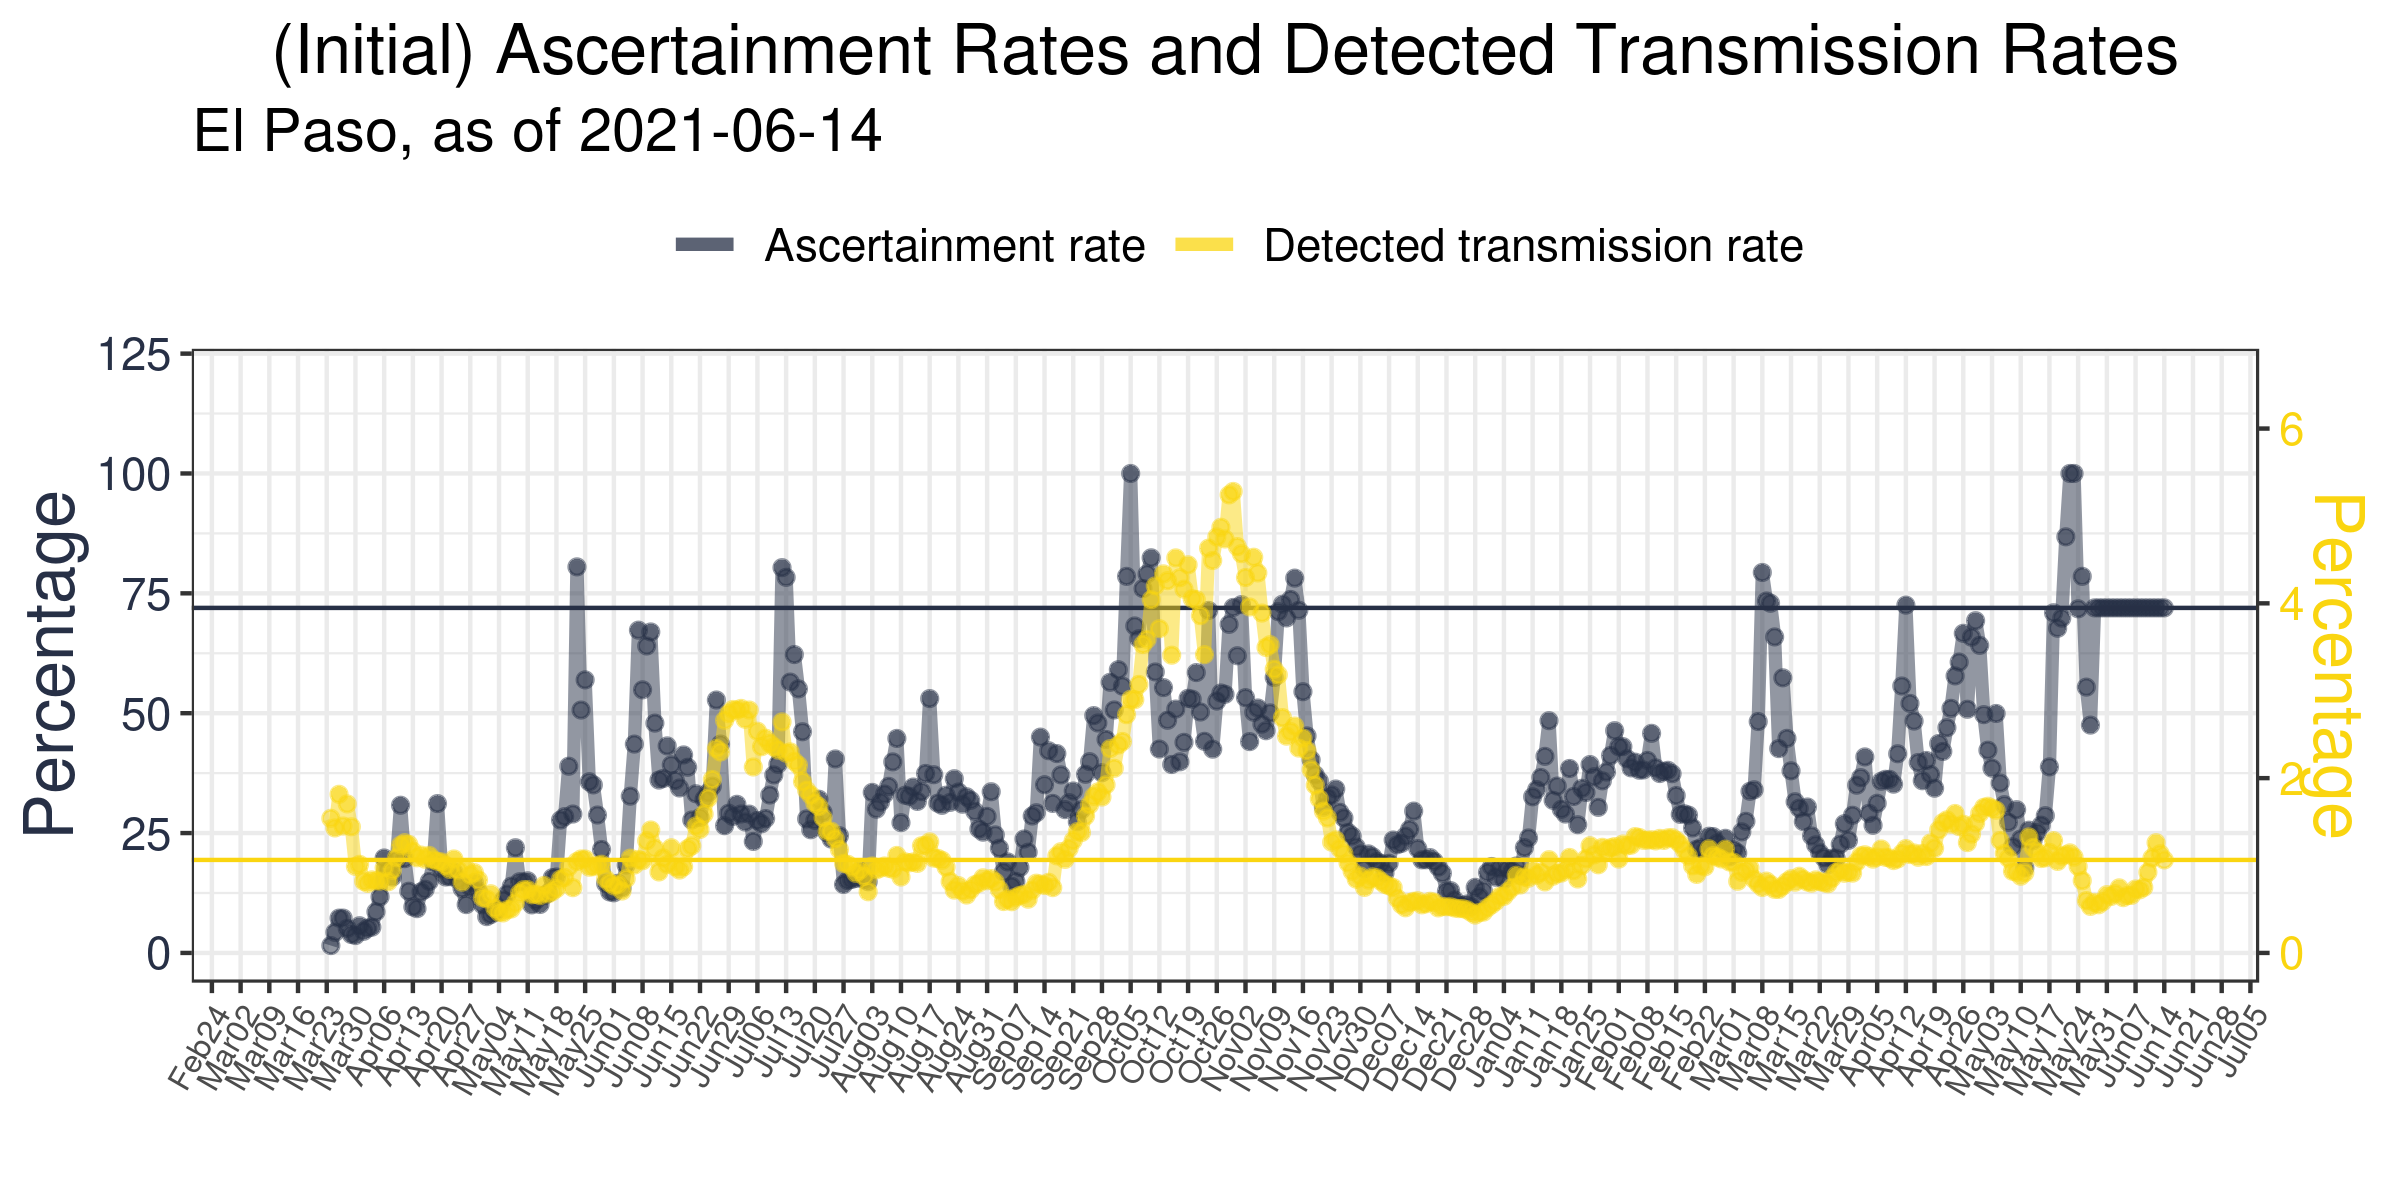 (Initial) Ascertainment Rates and Detected Transmission Rates
El Paso, as of 2021-06-14
Ascertainment rate
Detected transmission rate
125
100
75
50
25
0
Percentage
6
4
2
0
Percentage
Feb24
Mar02
Mar09
Mar16
Mar23
Mar30
Apr06
Apr13
Apr20
Apr27
May04
May11
May18
May25
Jun01
Jun08
Jun15
Jun22
Jun29
Jul06
Jul13
Jul20
Jul27
Aug03
Aug10
Aug17
Aug24
Aug31
Sep07
Sep14
Sep21
Sep28
Oct05
Oct12
Oct19
Oct26
Nov02
Nov09
Nov16
Nov23
Nov30
Dec07
Dec14
Dec21
Dec28
Jan04
Jan11
Jan18
Jan25
Feb01
Feb08
Feb15
Feb22
Mar01
Mar08
Mar15
Mar22
Mar29
Apr05
Apr12
Apr19
Apr26
May03
May10
May17
May24
May31
Jun07
Jun14
Jun21
Jun28
Jul05